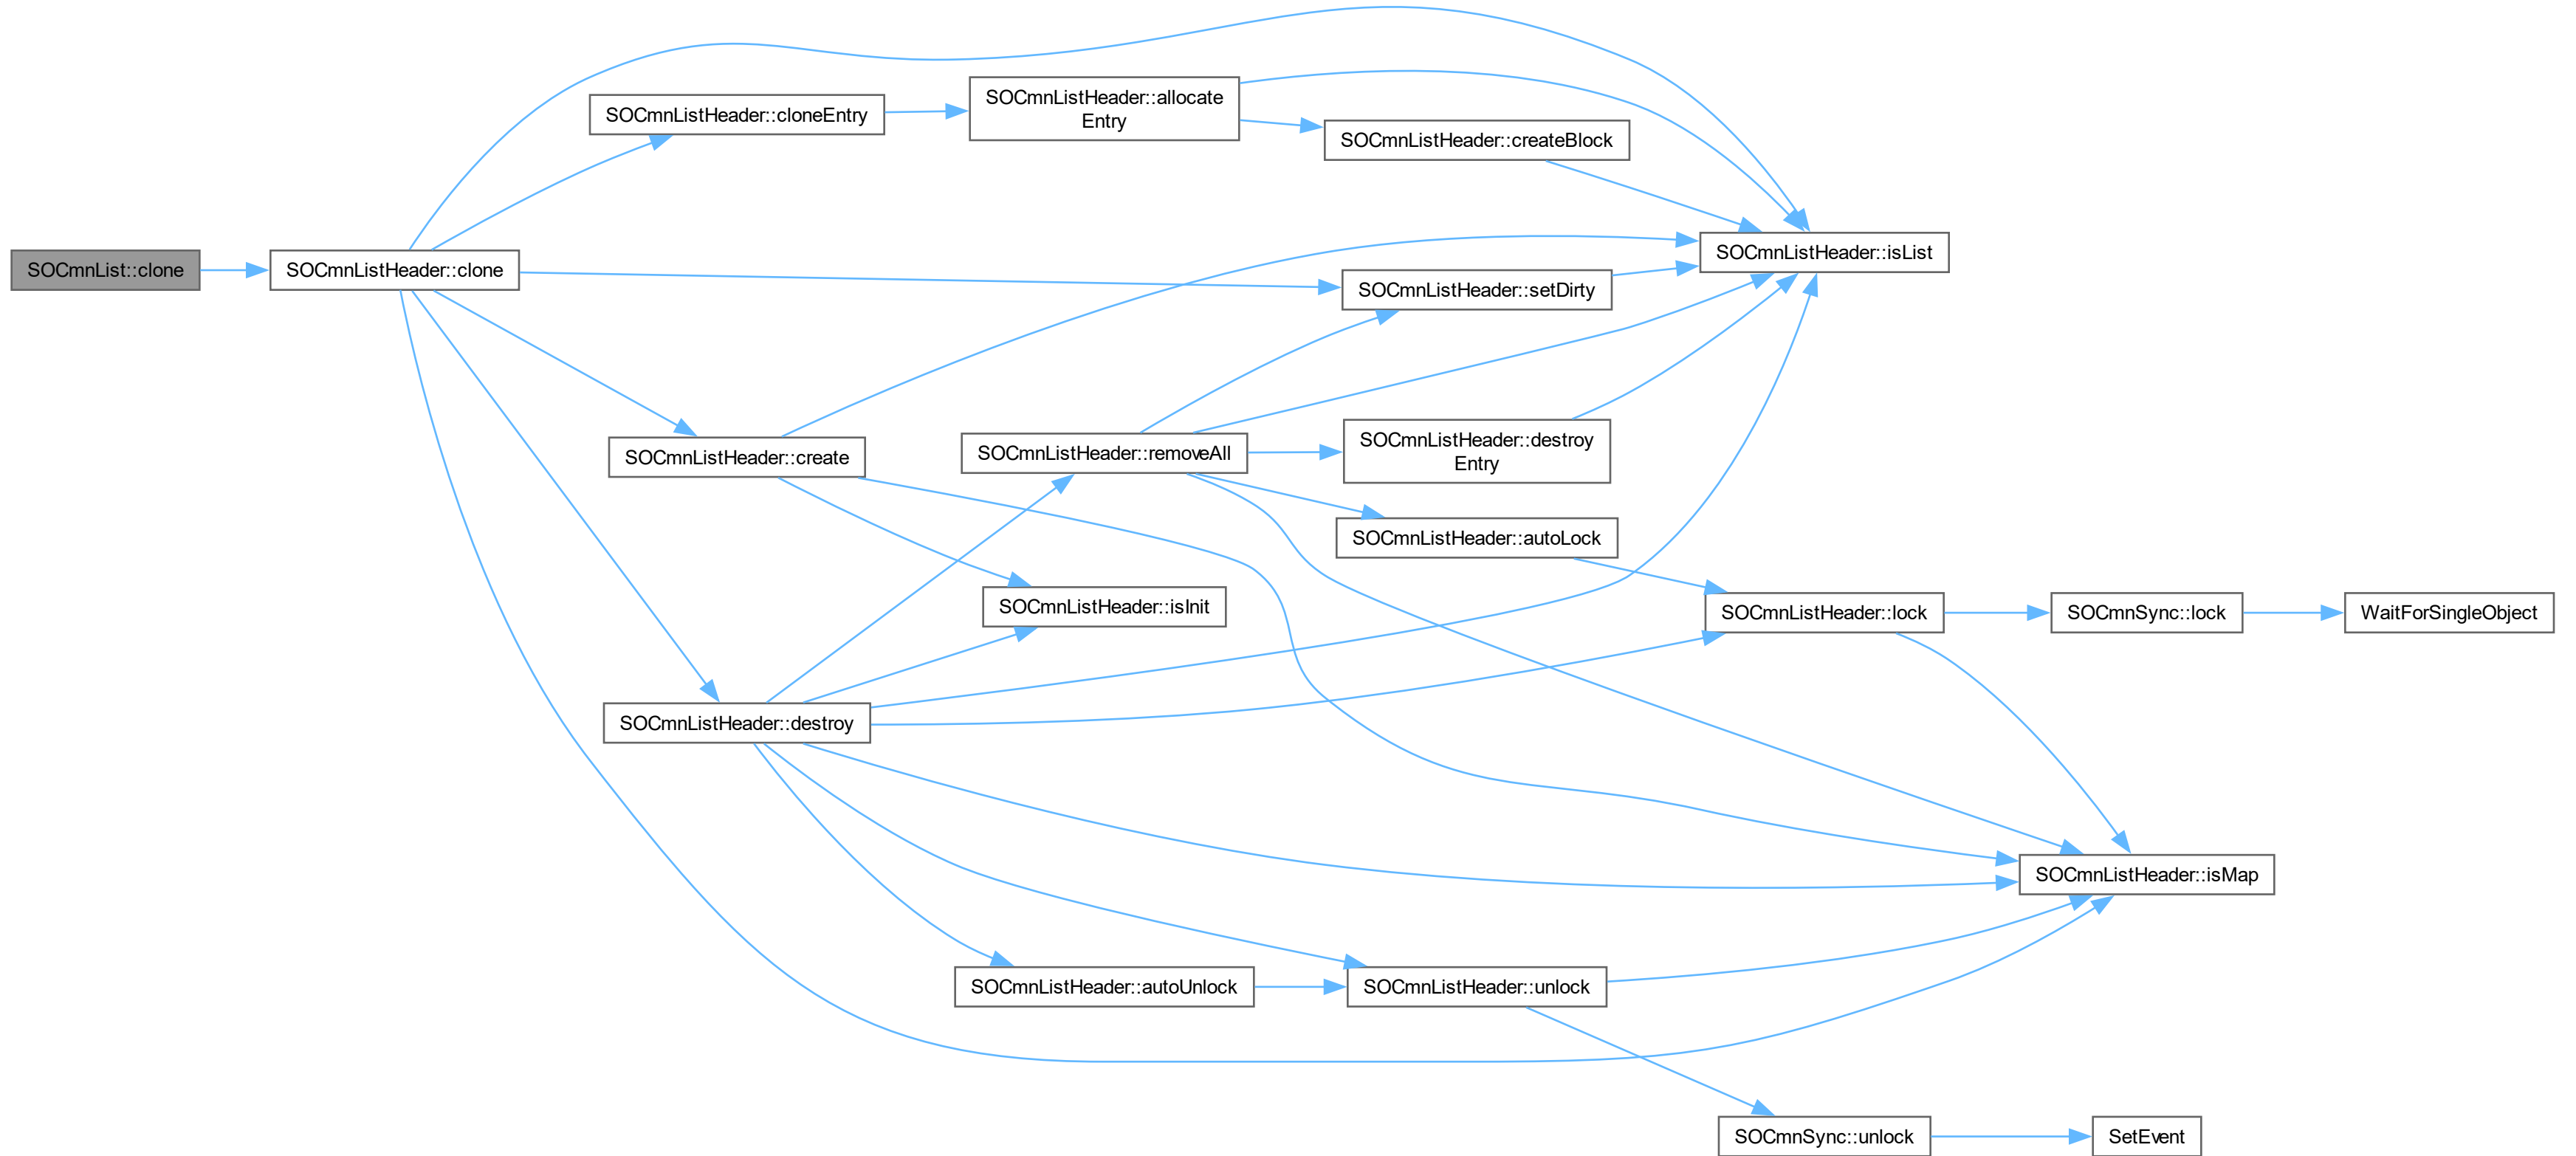 SOCmnList::clone
SOCmnListHeader::clone
SOCmnListHeader::cloneEntry
SOCmnListHeader::allocate
Entry
SOCmnListHeader::createBlock
SOCmnListHeader::isList
SOCmnListHeader::setDirty
SOCmnListHeader::create
SOCmnListHeader::removeAll
SOCmnListHeader::destroy
Entry
SOCmnListHeader::autoLock
SOCmnListHeader::isInit
SOCmnListHeader::lock
SOCmnSync::lock
WaitForSingleObject
SOCmnListHeader::destroy
SOCmnListHeader::isMap
SOCmnListHeader::autoUnlock
SOCmnListHeader::unlock
SOCmnSync::unlock
SetEvent